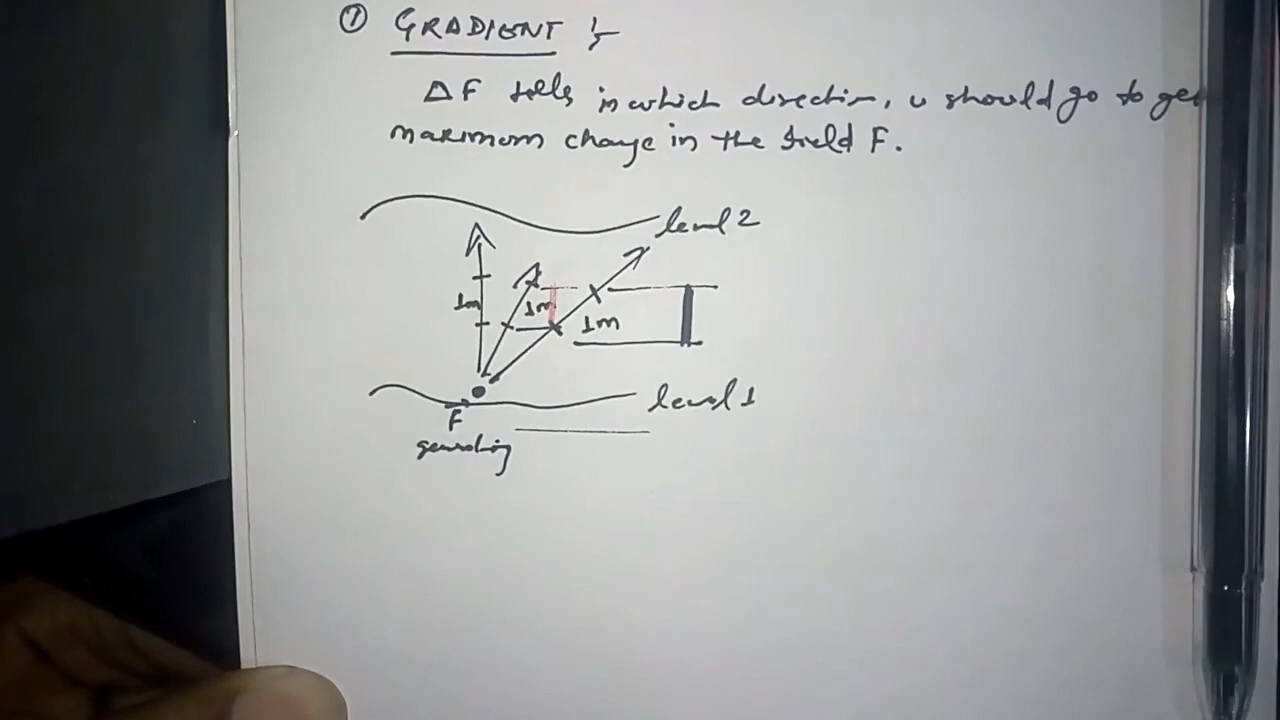 ① GRADIENT :-
ΔF tells in which direction, u should go to get
maximum change in the field F.
level 2
1m
1m
1m
level 1
F